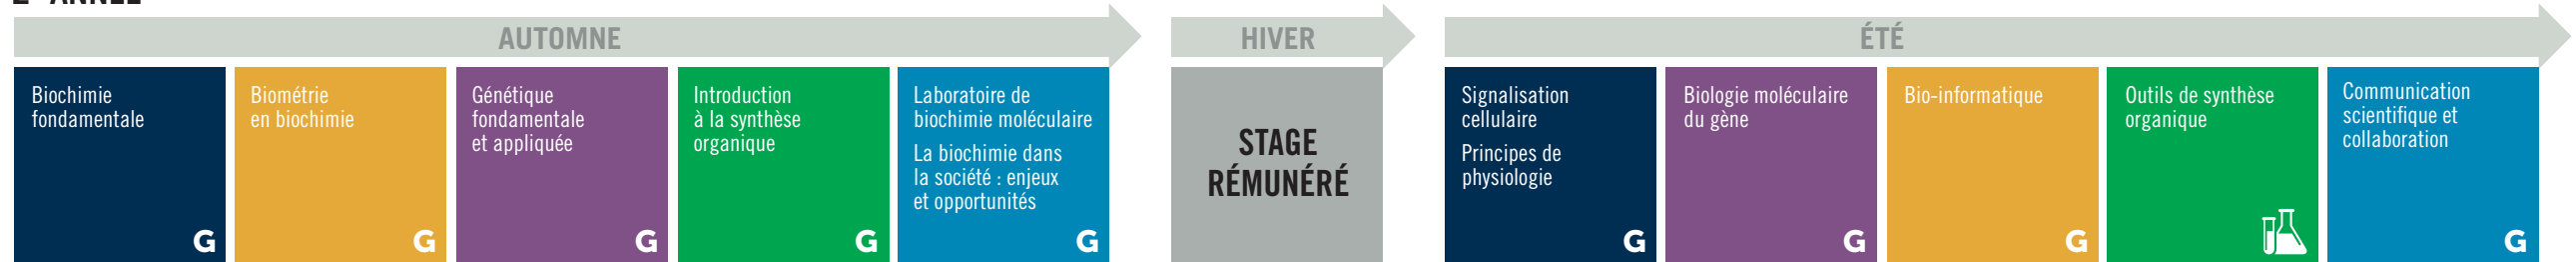 AUTOMNE
HIVER
ÉTÉ
Biochimie
fondamentale
G
Biométrie
en biochimie
G
Génétique
fondamentale
et appliquée
G
Introduction
à la synthèse
organique
G
Laboratoire de
biochimie moléculaire
La biochimie dans
la société : enjeux
et opportunités
G
STAGE
RÉMUNÉRÉ
Signalisation
cellulaire
Principes de
physiologie
G
Biologie moléculaire
du gène
G
Bio-informatique
G
Outils de synthèse
organique
Communication
scientifique et
collaboration
G